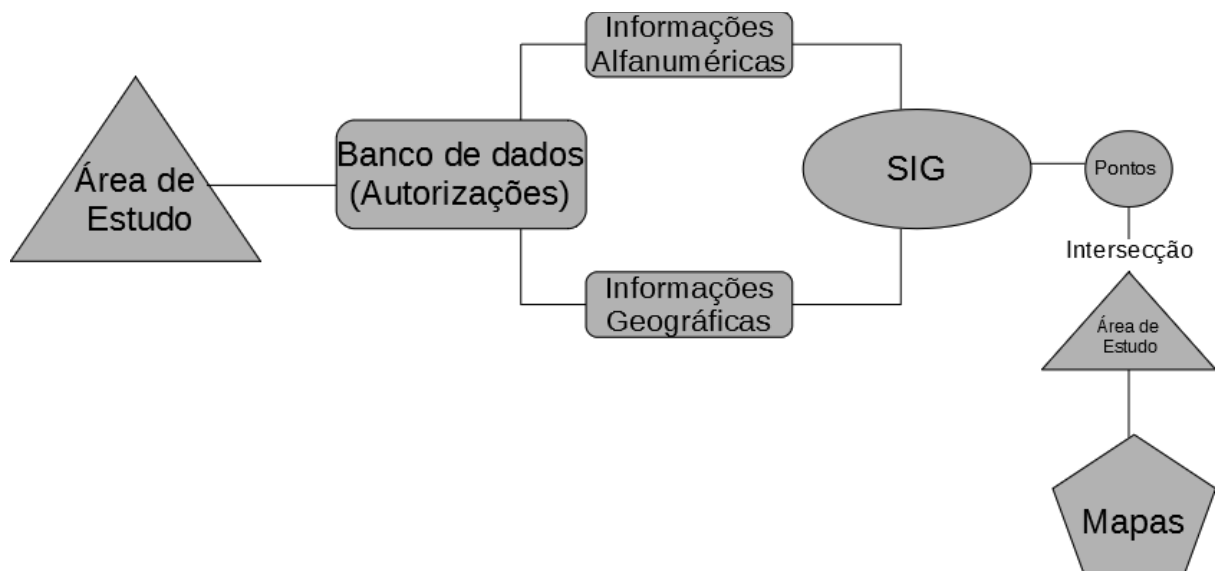 Área de
Estudo
Banco de dados
(Autorizações)
Informações
Alfanuméricas
Informações
Geográficas
SIG
Pontos
Intersecção
Área de
Estudo
Mapas